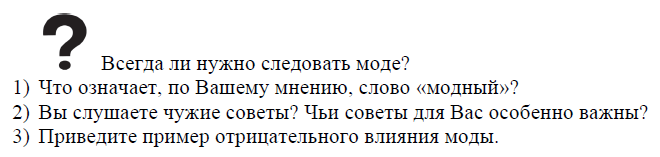 ? Всегда ли нужно следовать моде?
1) Что означает, по Вашему мнению, слово «модный»?
2) Вы слушаете чужие советы? Чьи советы для Вас особенно важны?
3) Приведите пример отрицательного влияния моды.